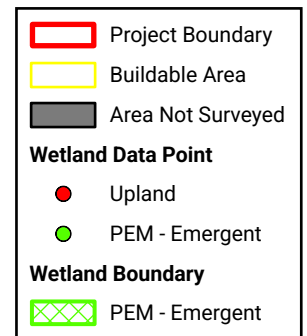 Project Boundary
Buildable Area
Area Not Surveyed
Wetland Data Point
Upland
PEM - Emergent
Wetland Boundary
PEM - Emergent